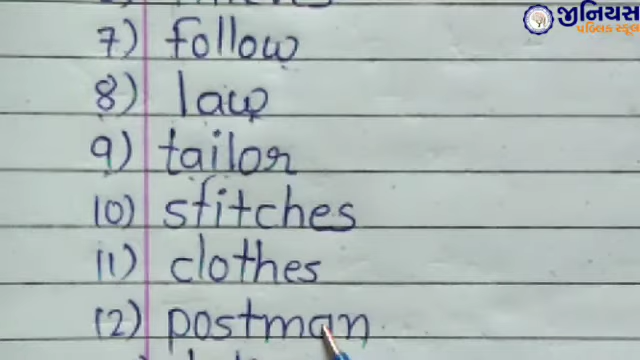 જીનિયસ
પબ્લિક સ્કૂલ
7) follow
8) law
9) tailor
10) stitches
11) clothes
12) postman